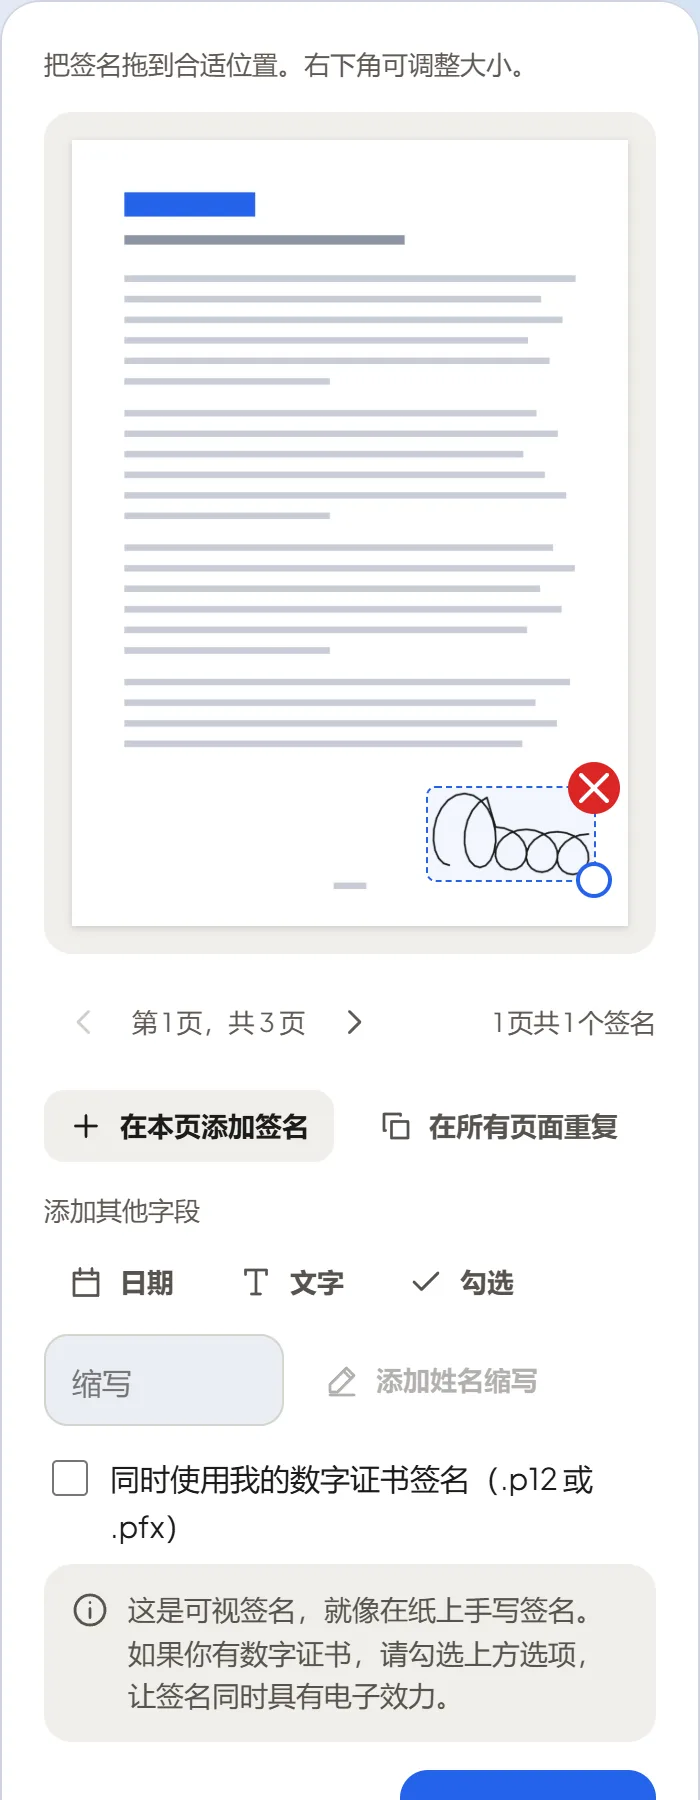 把签名拖到合适位置。右下角可调整大小。
第1页，共3页
1页共1个签名
在本页添加签名
在所有页面重复
添加其他字段
日期
文字
勾选
缩写
添加姓名缩写
同时使用我的数字证书签名（.p12 或
.pfx）
这是可视签名，就像在纸上手写签名。
如果你有数字证书，请勾选上方选项，
让签名同时具有电子效力。